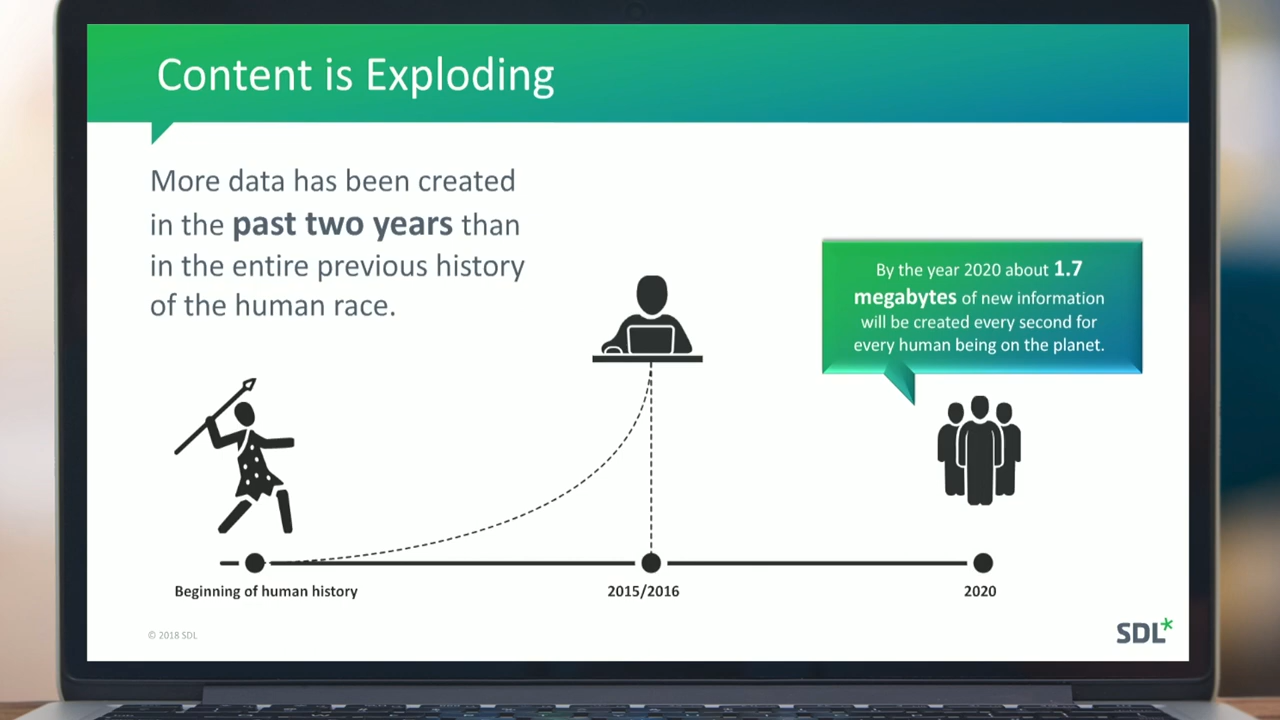 Content is Exploding
More data has been created
in the past two years than
in the entire previous history
of the human race.
By the year 2020 about 1.7
megabytes of new information
will be created every second for
every human being on the planet.
Beginning of human history
2015/2016
2020
© 2018 SDL
SDL*